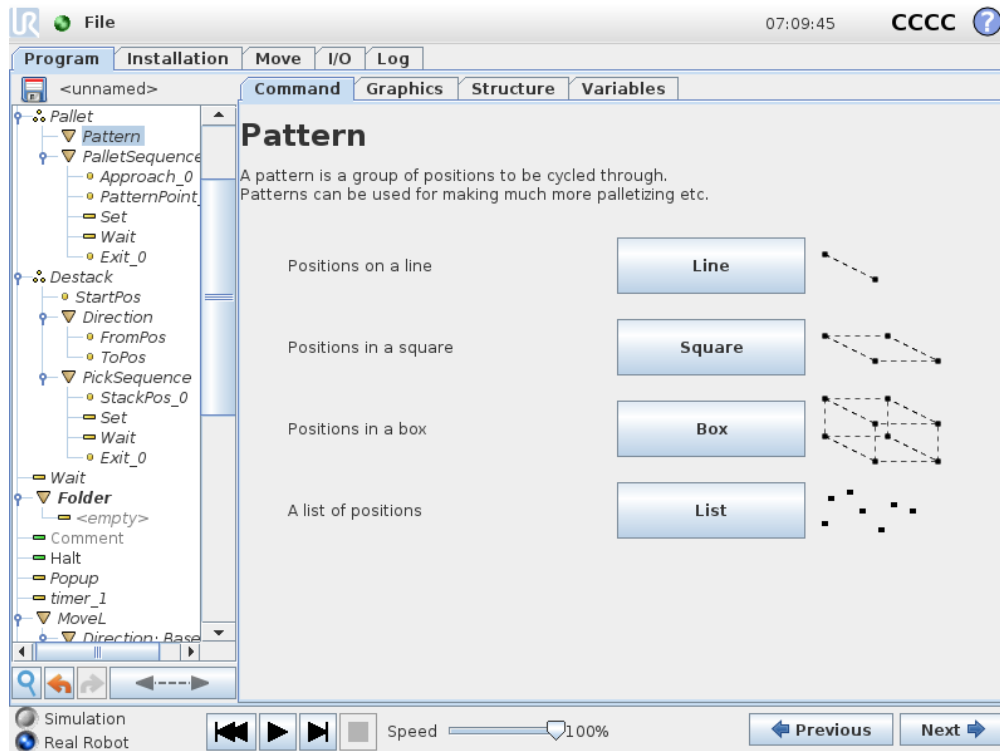 UR File 07:09:45 CCCC ?
Program Installation Move I/O Log
<unnamed> Command Graphics Structure Variables
Pallet
Pattern
PalletSequence
Approach_0
PatternPoint_
Set
Wait
Exit_0
Destack
StartPos
Direction
FromPos
ToPos
PickSequence
StackPos_0
Set
Wait
Exit_0
Wait
Folder
<empty>
Comment
Halt
Popup
timer_1
MoveL
Direction: Base
Pattern
A pattern is a group of positions to be cycled through.
Patterns can be used for making much more palletizing etc.
Positions on a line Line
Positions in a square Square
Positions in a box Box
A list of positions List
Simulation
Real Robot
Speed 100%
Previous Next